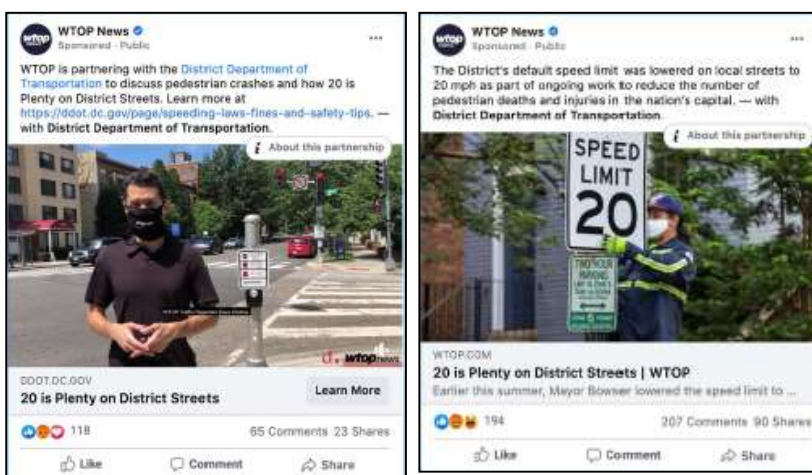 WTOP News
Sponsored · Public
WTOP is partnering with the District Department of
Transportation to discuss pedestrian crashes and how 20 is
Plenty on District Streets. Learn more at
https://ddot.dc.gov/page/speeding-laws-fines-and-safety-tips. —
with District Department of Transportation.
i About this partnership
wtop news
DDOT.DC.GOV
20 is Plenty on District Streets
Learn More
118
65 Comments 23 Shares
Like
Comment
Share
WTOP News
Sponsored · Public
The District's default speed limit was lowered on local streets to
20 mph as part of ongoing work to reduce the number of
pedestrian deaths and injuries in the nation's capital. — with
District Department of Transportation.
i About this partnership
SPEED
LIMIT
20
TWO HOUR
PARKING
WTOP.COM
20 is Plenty on District Streets | WTOP
Earlier this summer, Mayor Bowser lowered the speed limit to ...
194
207 Comments 90 Shares
Like
Comment
Share